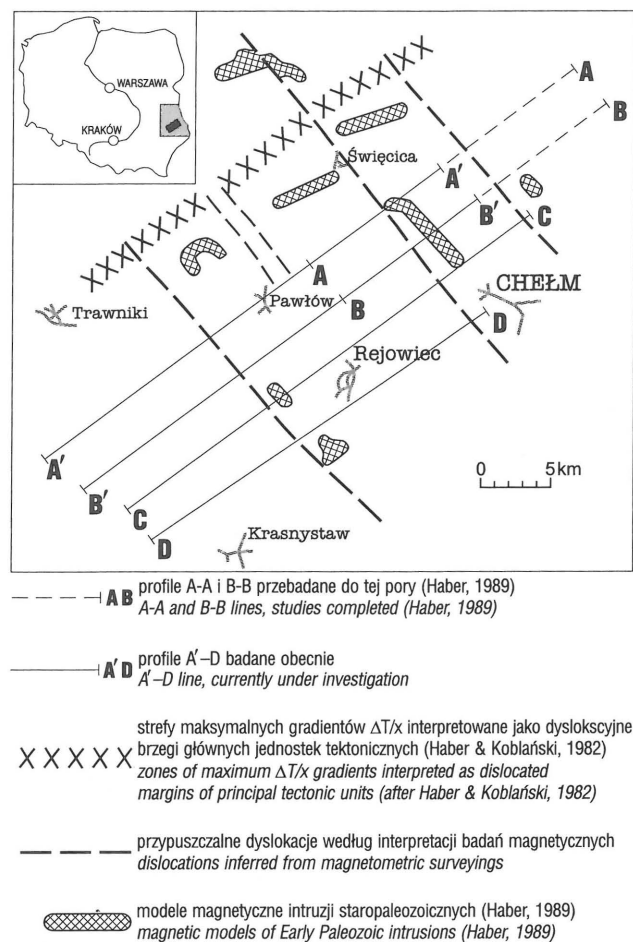 WARSZAWA
KRAKÓW
A
B
Święcica
A′
B′
C
A
CHEŁM
Pawłów
B
Trawniki
D
Rejowiec
A′
0 5km
B′
C
Krasnystaw
D
A B profile A-A i B-B przebadane do tej pory (Haber, 1989)
A-A and B-B lines, studies completed (Haber, 1989)
A′ D profile A′–D badane obecnie
A′–D line, currently under investigation
strefy maksymalnych gradientów ΔT/x interpretowane jako dyslokscyjne
brzegi głównych jednostek tektonicznych (Haber & Koblański, 1982)
zones of maximum ΔT/x gradients interpreted as dislocated
margins of principal tectonic units (after Haber & Koblański, 1982)
przypuszczalne dyslokacje według interpretacji badań magnetycznych
dislocations inferred from magnetometric surveyings
modele magnetyczne intruzji staropaleozoicznych (Haber, 1989)
magnetic models of Early Paleozoic intrusions (Haber, 1989)